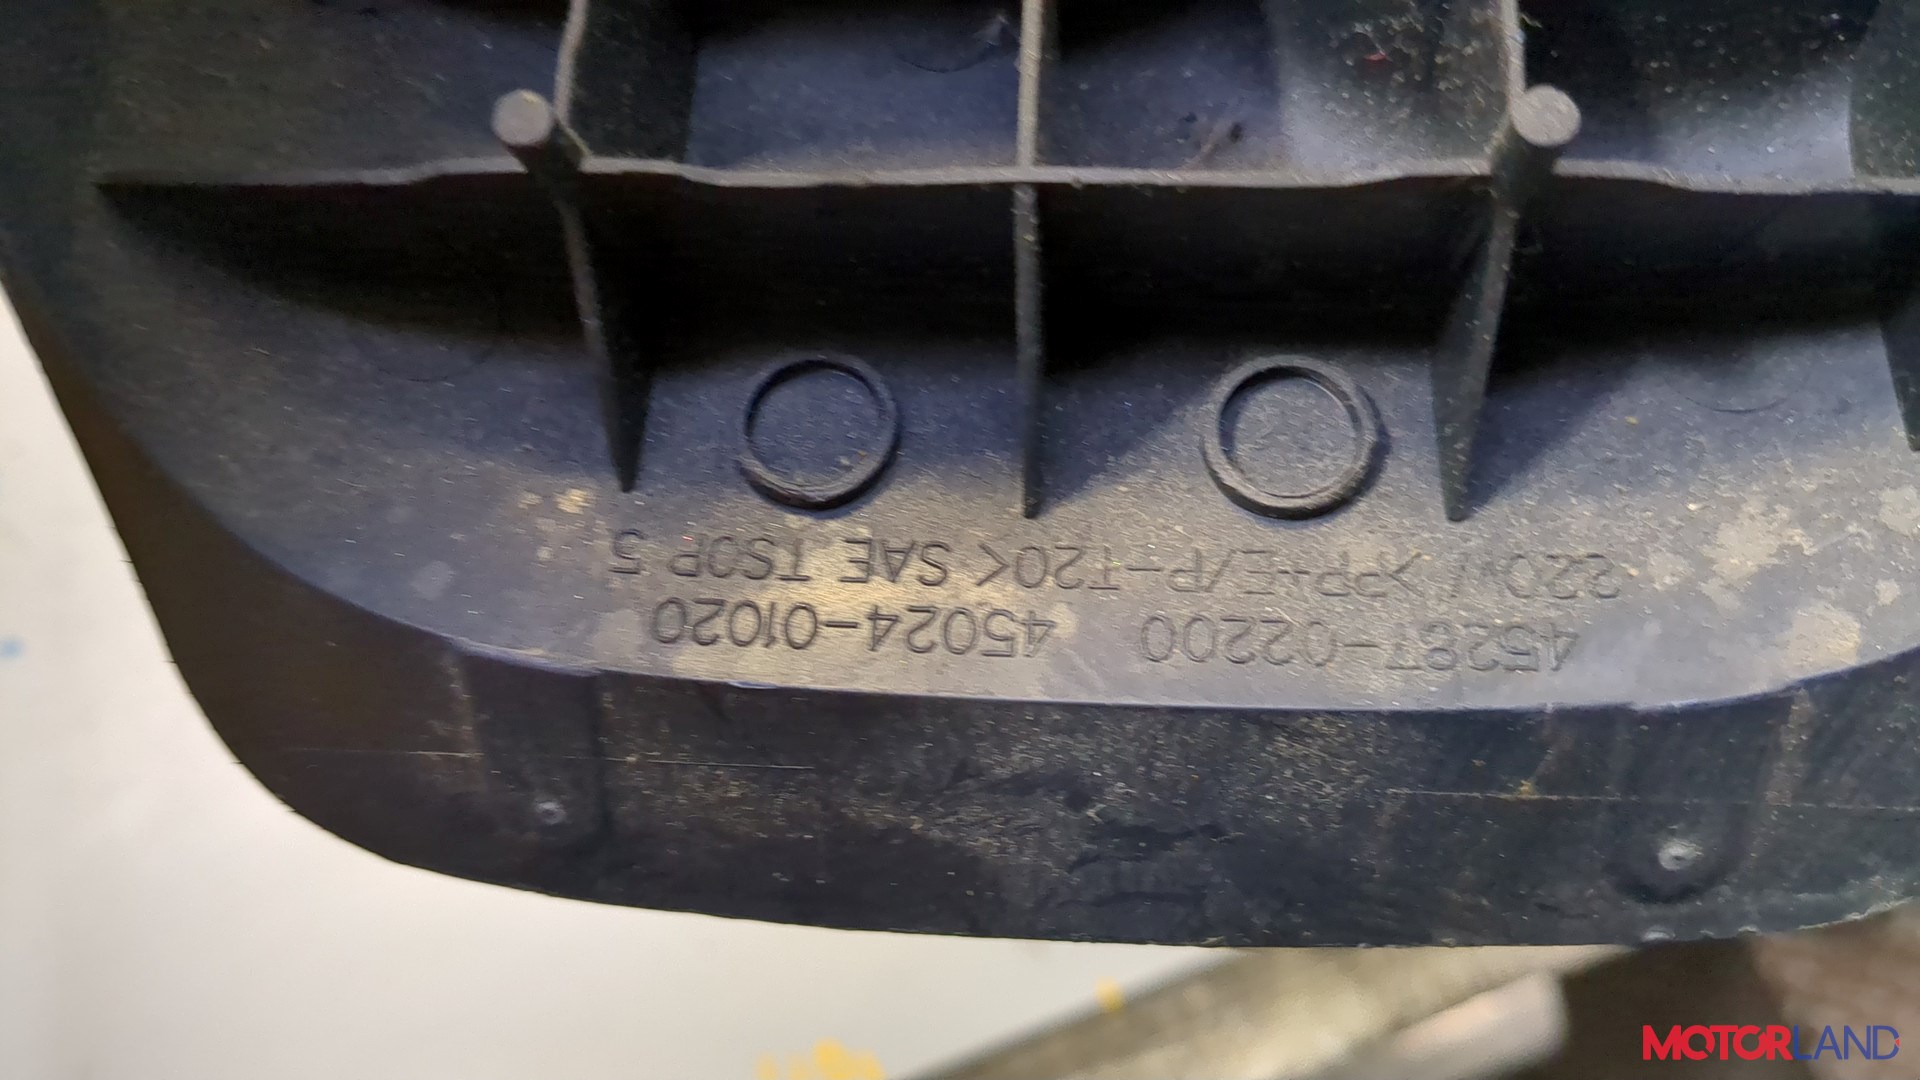 45287-02200 45024-01020
/ >PP+E/P-T20< SAE TSOP 5
MOTORLAND